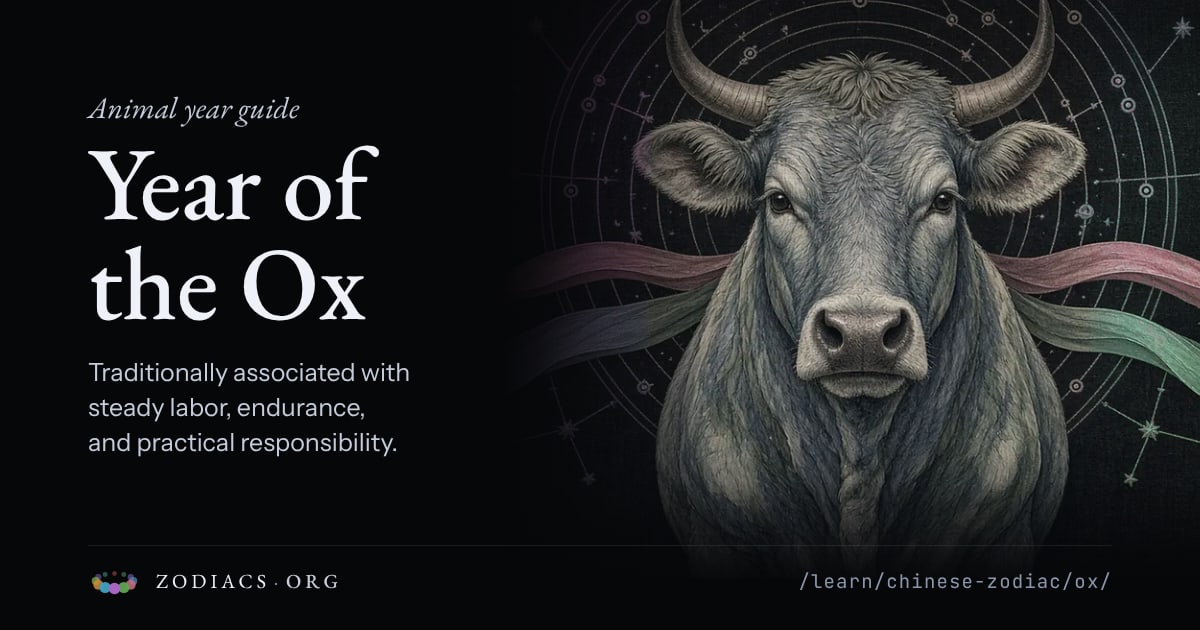 Animal year guide
Year of
the Ox
Traditionally associated with
steady labor, endurance,
and practical responsibility.
ZODIACS·ORG
/learn/chinese-zodiac/ox/